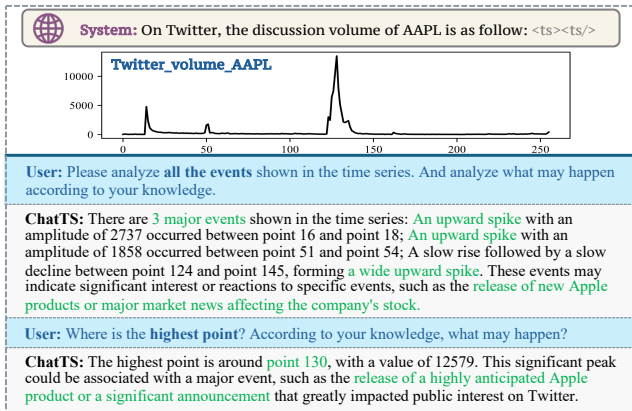 System: On Twitter, the discussion volume of AAPL is as follow: <ts><ts/>
Twitter_volume_AAPL
10000
5000
0
0 50 100 150 200 250
User: Please analyze all the events shown in the time series. And analyze what may happen
according to your knowledge.
ChatTS: There are 3 major events shown in the time series: An upward spike with an
amplitude of 2737 occurred between point 16 and point 18; An upward spike with an
amplitude of 1858 occurred between point 51 and point 54; A slow rise followed by a slow
decline between point 124 and point 145, forming a wide upward spike. These events may
indicate significant interest or reactions to specific events, such as the release of new Apple
products or major market news affecting the company's stock.
User: Where is the highest point? According to your knowledge, what may happen?
ChatTS: The highest point is around point 130, with a value of 12579. This significant peak
could be associated with a major event, such as the release of a highly anticipated Apple
product or a significant announcement that greatly impacted public interest on Twitter.